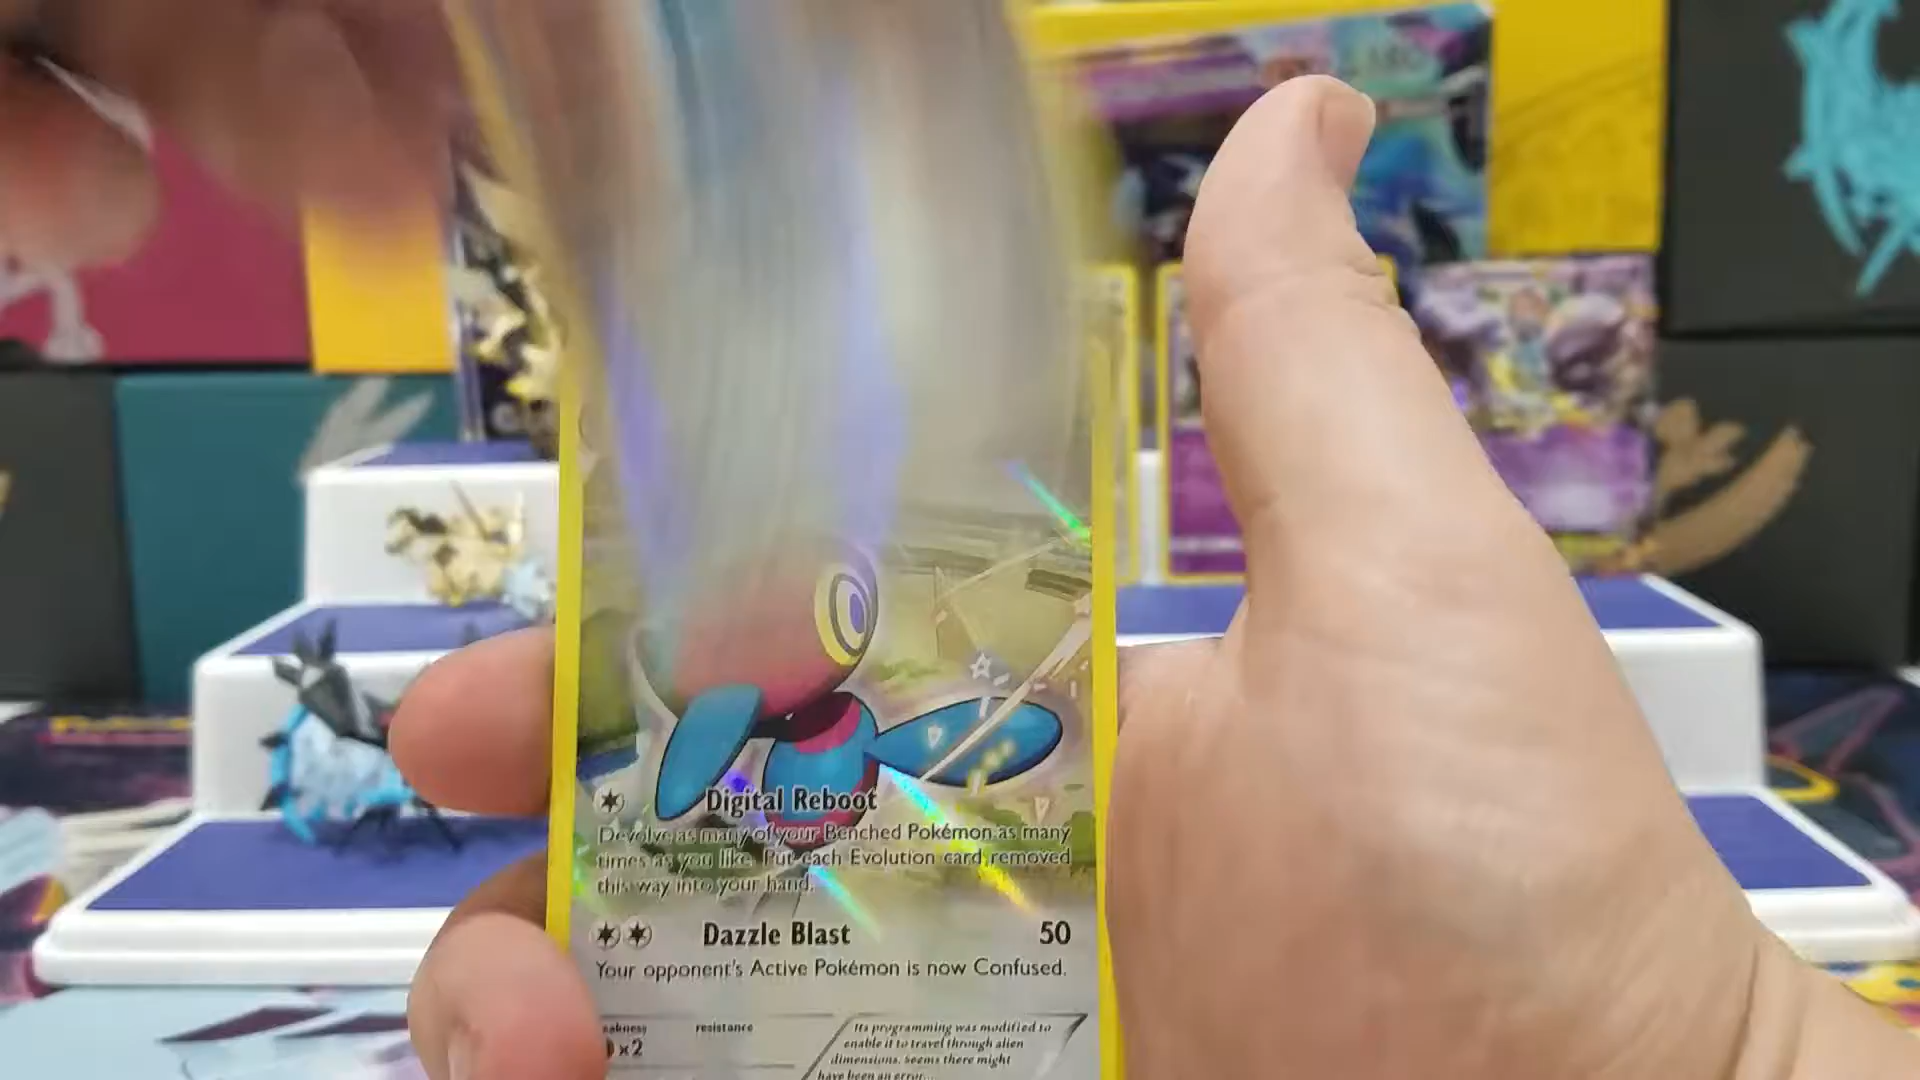 Digital Reboot
Devolve as many of your Benched Pokémon as many
times as you like. Put each Evolution card removed
this way into your hand.
Dazzle Blast 50
Your opponent's Active Pokémon is now Confused.
resistance
x2
Its programming was modified to
enable it to travel through alien
dimensions. Seems there might
have been an error...